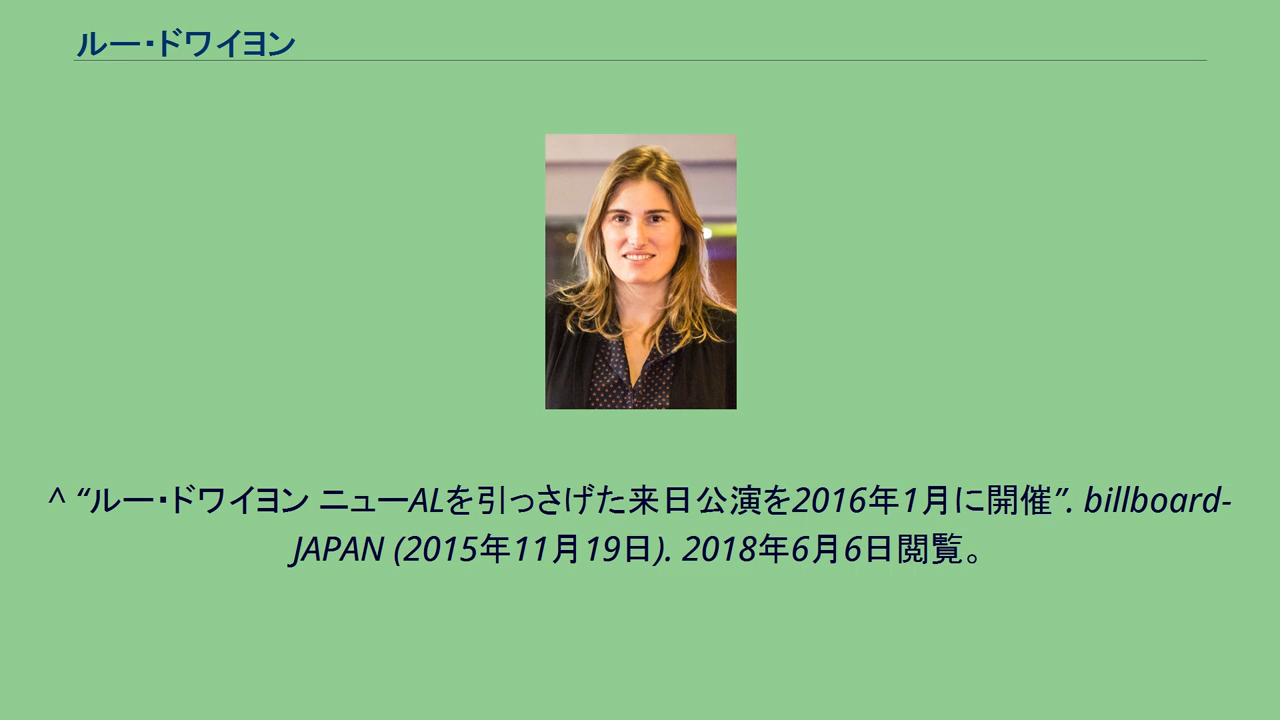 ルー・ドワイヨン
^ “ルー・ドワイヨン ニューALを引っさげた来日公演を2016年1月に開催”. billboard-
JAPAN (2015年11月19日). 2018年6月6日閲覧。